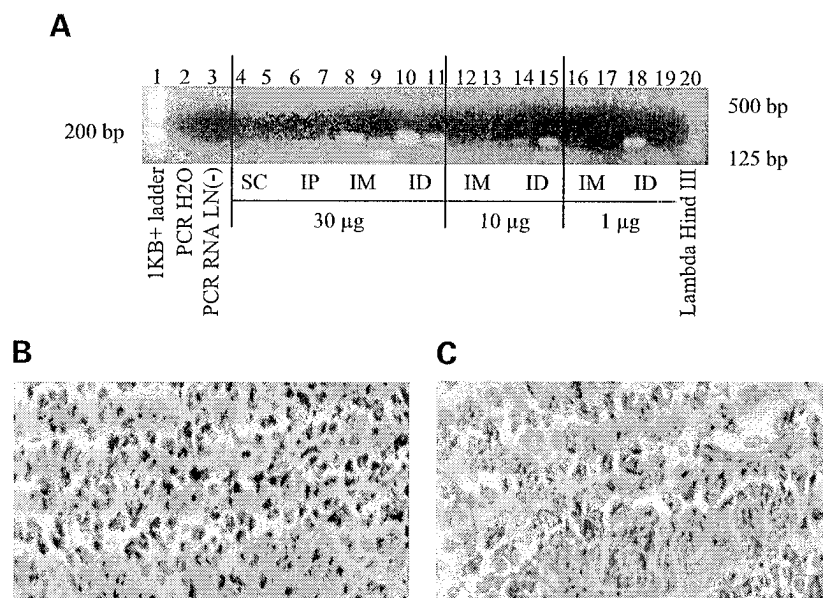 A
1 2 3 4 5 6 7 8 9 10 11 12 13 14 15 16 17 18 19 20
200 bp
500 bp
125 bp
1KB+ ladder
PCR H2O
PCR RNA LN(-)
SC IP IM ID IM ID IM ID
30 µg 10 µg 1 µg
Lambda Hind III
B
C